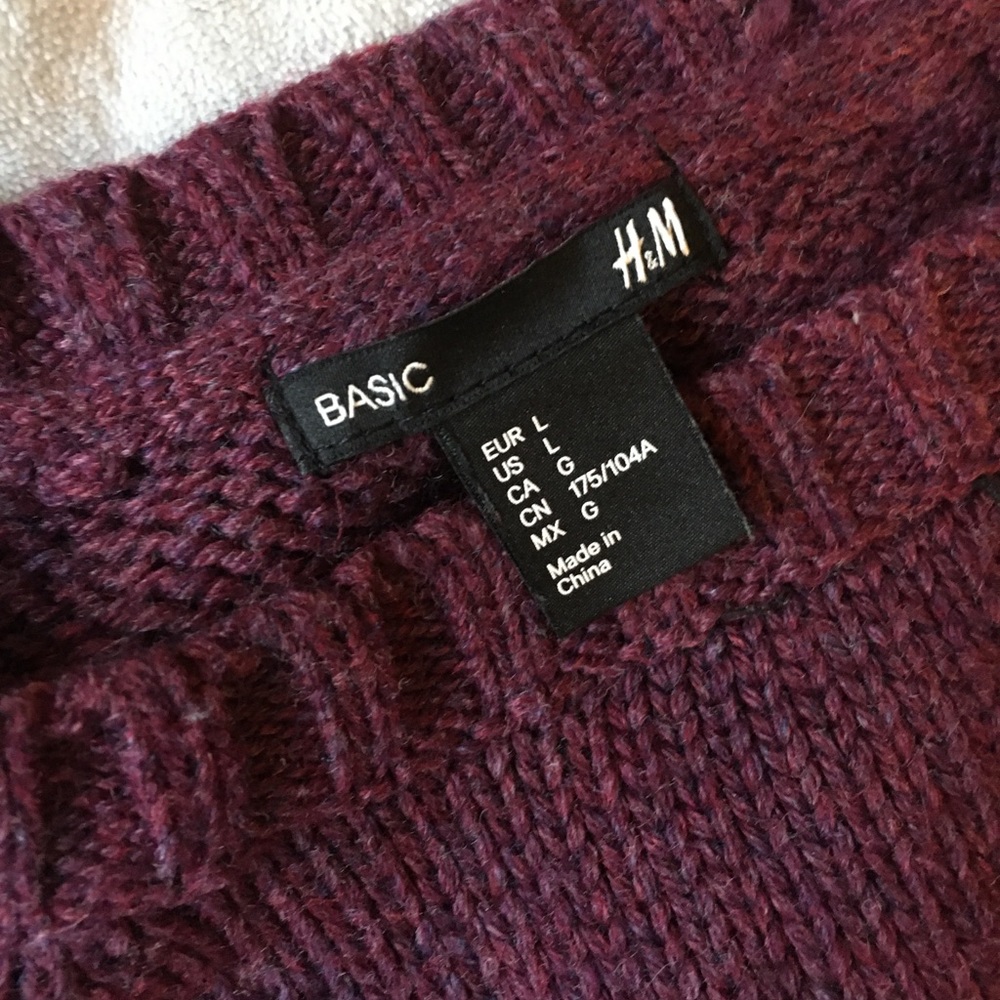 H&M
BASIC
EUR L
US L
CA G
CN 175/104A
MX G
Made in
China